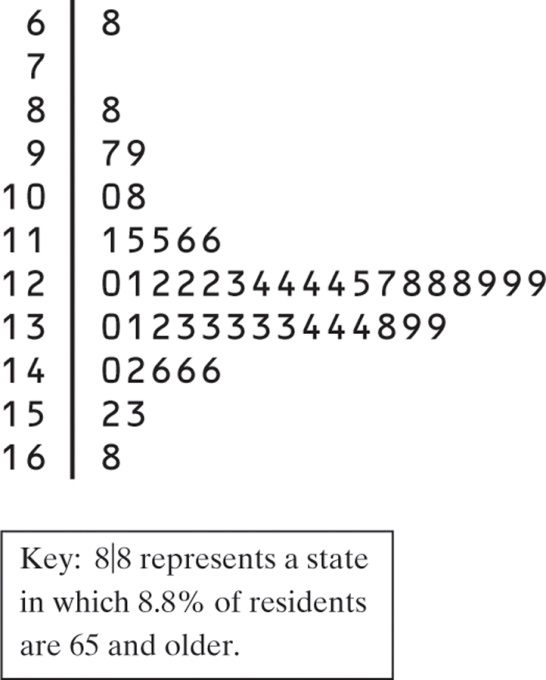 6 | 8
7 |
8 | 8
9 | 79
10 | 08
11 | 15566
12 | 012223444457888999
13 | 01233333444899
14 | 02666
15 | 23
16 | 8
Key: 8|8 represents a state
in which 8.8% of residents
are 65 and older.